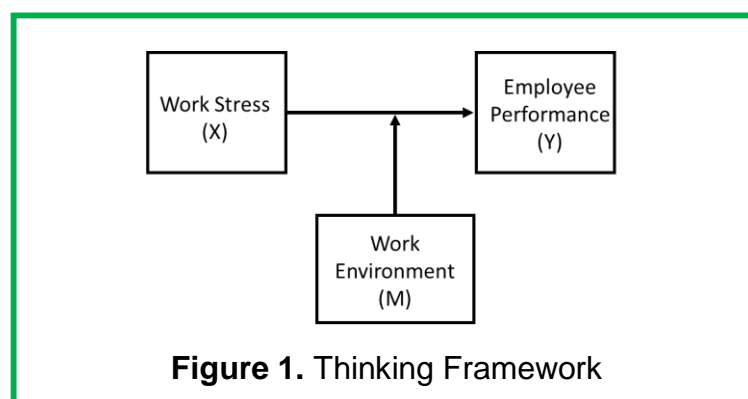 Work Stress
(X)
Employee
Performance
(Y)
Work
Environment
(M)
Figure 1. Thinking Framework